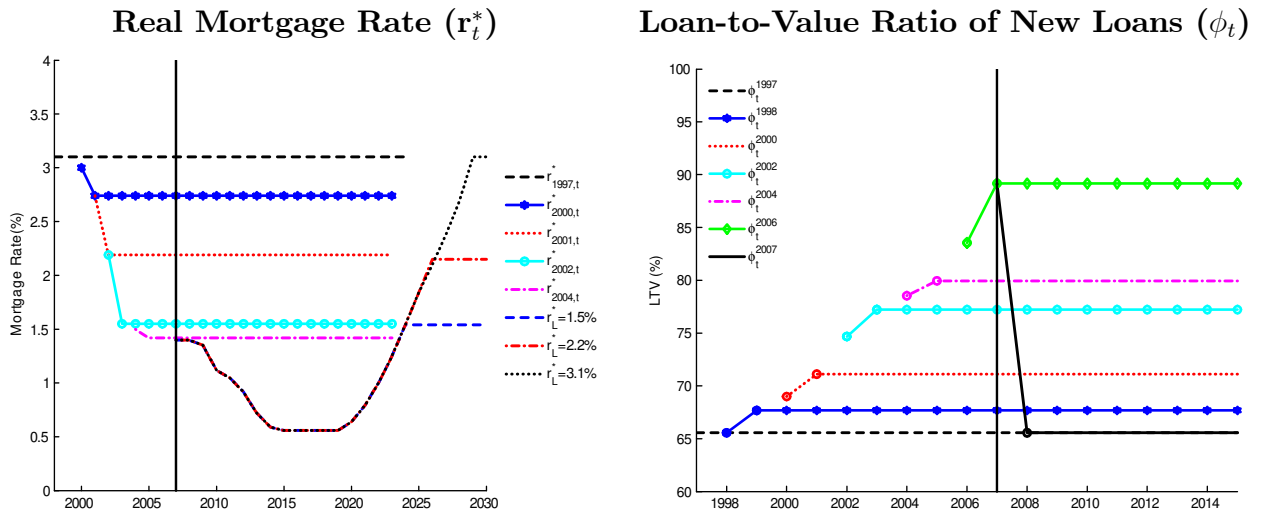 Real Mortgage Rate (r*t)
Loan-to-Value Ratio of New Loans (ϕt)
Mortgage Rate(%)
4
3.5
3
2.5
2
1.5
1
0.5
0
2000 2005 2010 2015 2020 2025 2030
r*1997,t
r*2000,t
r*2001,t
r*2002,t
r*2004,t
r*L=1.5%
r*L=2.2%
r*L=3.1%
LTV (%)
100
95
90
85
80
75
70
65
60
1998 2000 2002 2004 2006 2008 2010 2012 2014
ϕt1997
ϕt1998
ϕt2000
ϕt2002
ϕt2004
ϕt2006
ϕt2007